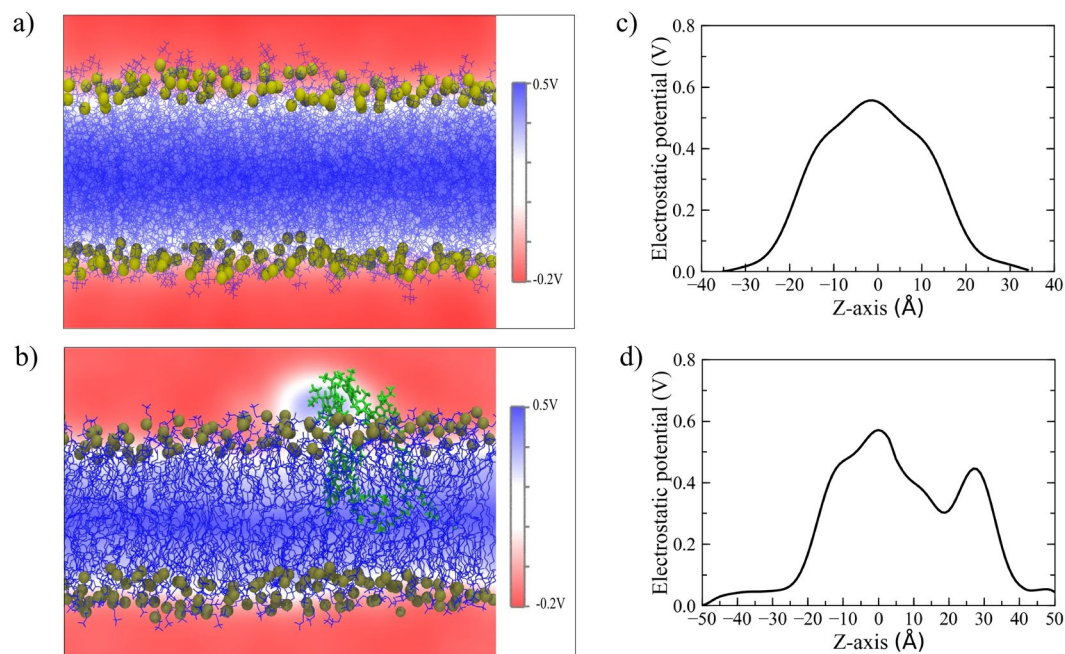 a)
0.5V
-0.2V
b)
0.5V
-0.2V
c)
Electrostatic potential (V)
0.8
0.6
0.4
0.2
0.0
−40 −30 −20 −10 0 10 20 30 40
Z-axis (Å)
d)
Electrostatic potential (V)
0.8
0.6
0.4
0.2
0.0
−50 −40 −30 −20 −10 0 10 20 30 40 50
Z-axis (Å)